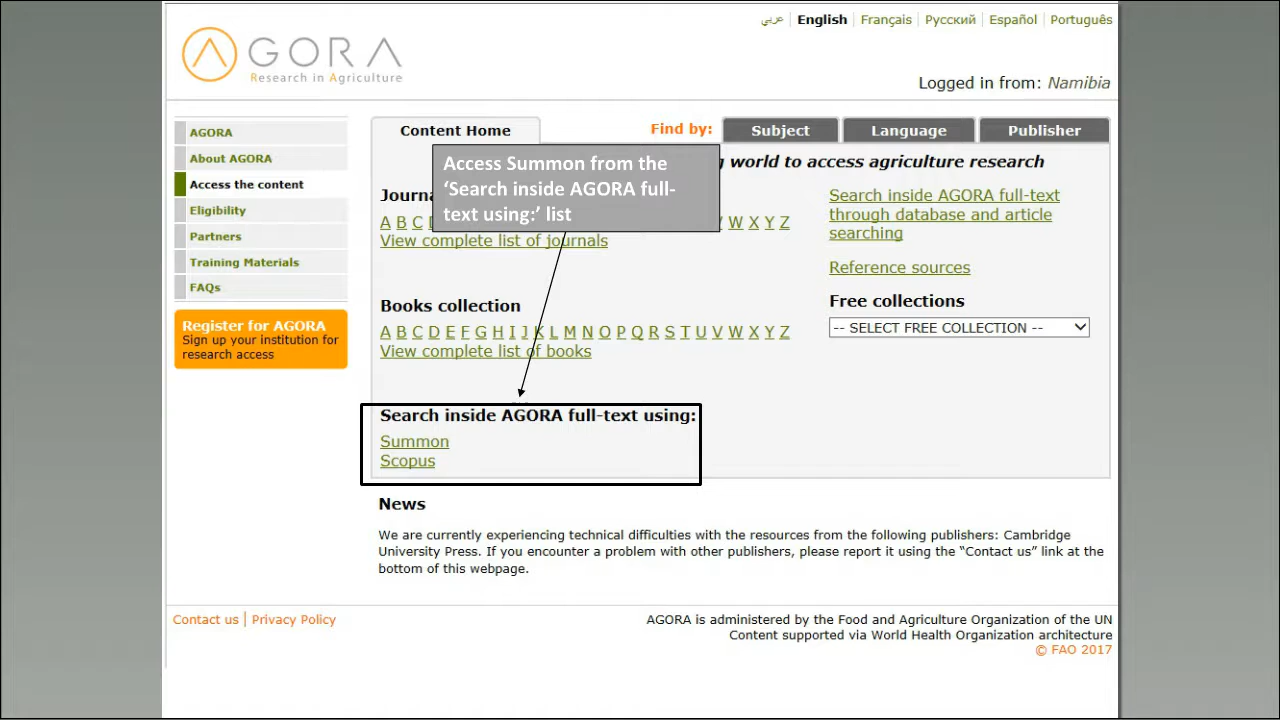 عربي English Français Русский Español Português
AGORA
Research in Agriculture
Logged in from: Namibia
AGORA
About AGORA
Access the content
Eligibility
Partners
Training Materials
FAQs
Register for AGORA
Sign up your institution for
research access
Content Home Find by: Subject Language Publisher
world to access agriculture research
Access Summon from the
‘Search inside AGORA full-
text using:’ list
A B C W X Y Z
View complete list of journals
Books collection
A B C D E F G H I J K L M N O P Q R S T U V W X Y Z
View complete list of books
Search inside AGORA full-text using:
Summon
Scopus
Search inside AGORA full-text
through database and article
searching
Reference sources
Free collections
-- SELECT FREE COLLECTION --
News
We are currently experiencing technical difficulties with the resources from the following publishers: Cambridge
University Press. If you encounter a problem with other publishers, please report it using the “Contact us” link at the
bottom of this webpage.
Contact us | Privacy Policy
AGORA is administered by the Food and Agriculture Organization of the UN
Content supported via World Health Organization architecture
© FAO 2017